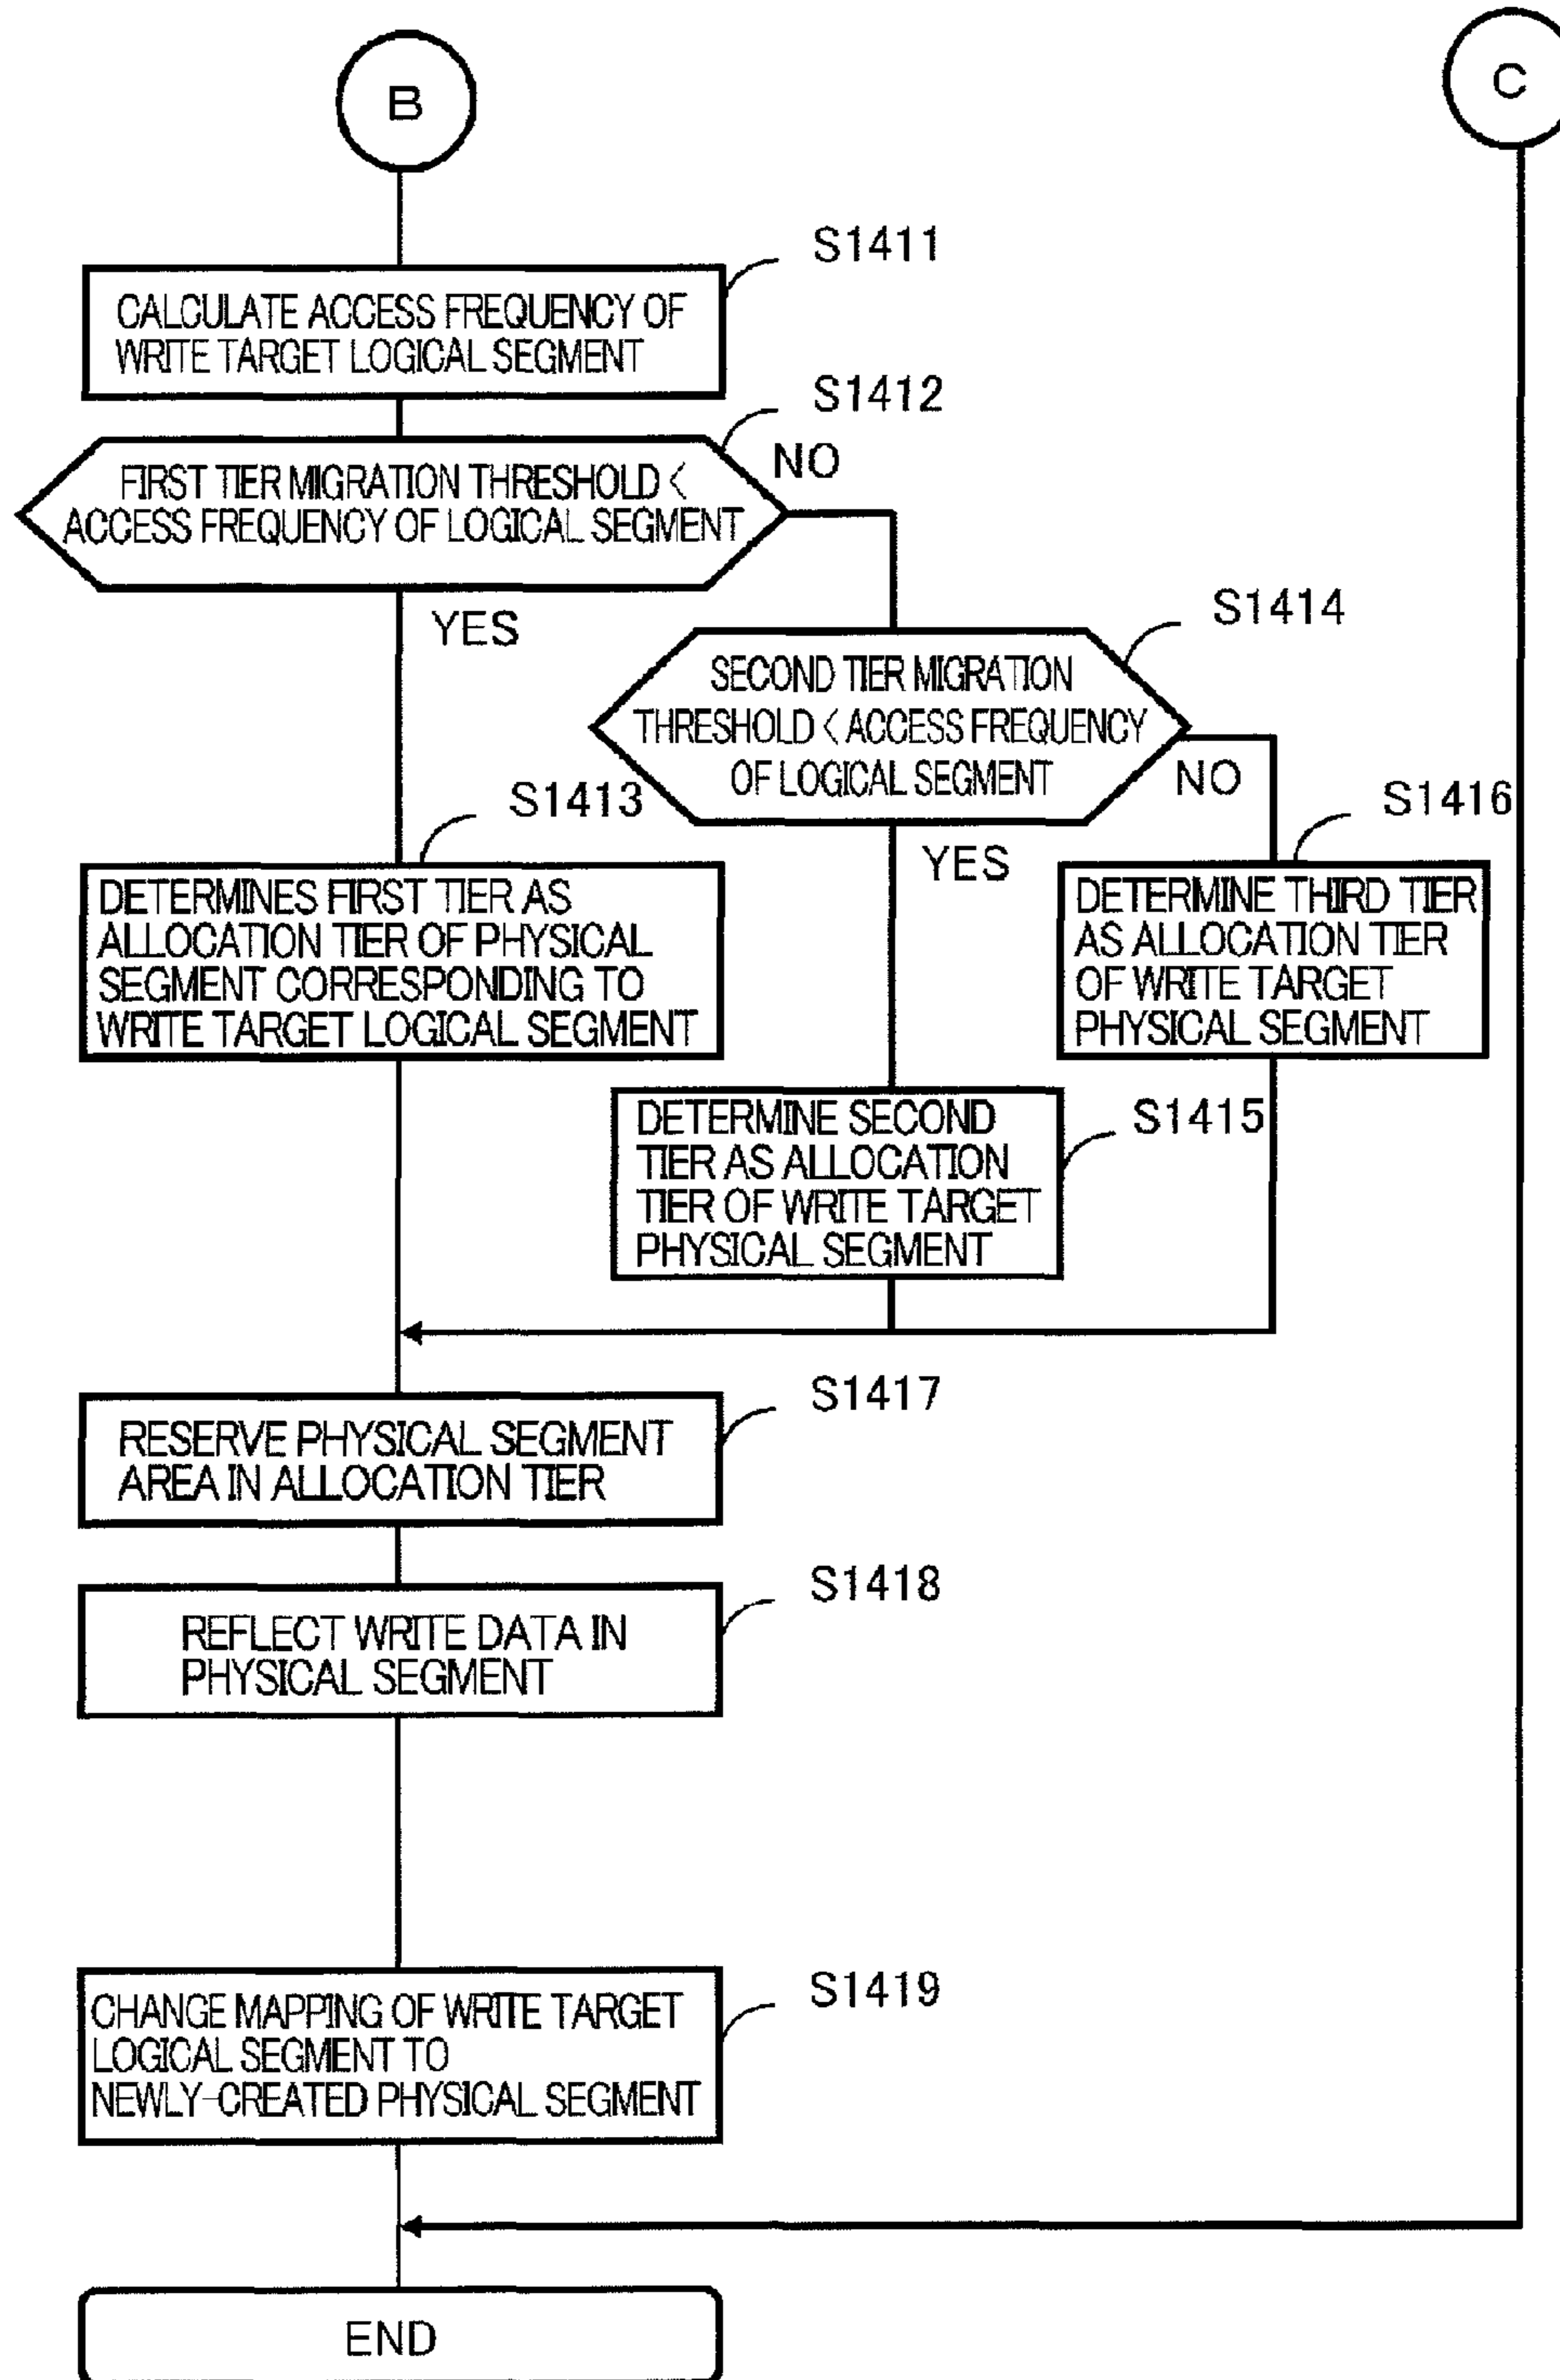 B
C
S1411
CALCULATE ACCESS FREQUENCY OF
WRITE TARGET LOGICAL SEGMENT
S1412
FIRST TIER MIGRATION THRESHOLD <
ACCESS FREQUENCY OF LOGICAL SEGMENT
NO
YES
S1414
SECOND TIER MIGRATION
THRESHOLD < ACCESS FREQUENCY
OF LOGICAL SEGMENT
NO
YES
S1413
DETERMINES FIRST TIER AS
ALLOCATION TIER OF PHYSICAL
SEGMENT CORRESPONDING TO
WRITE TARGET LOGICAL SEGMENT
S1416
DETERMINE THIRD TIER
AS ALLOCATION TIER
OF WRITE TARGET
PHYSICAL SEGMENT
S1415
DETERMINE SECOND
TIER AS ALLOCATION
TIER OF WRITE TARGET
PHYSICAL SEGMENT
S1417
RESERVE PHYSICAL SEGMENT
AREA IN ALLOCATION TIER
S1418
REFLECT WRITE DATA IN
PHYSICAL SEGMENT
S1419
CHANGE MAPPING OF WRITE TARGET
LOGICAL SEGMENT TO
NEWLY-CREATED PHYSICAL SEGMENT
END